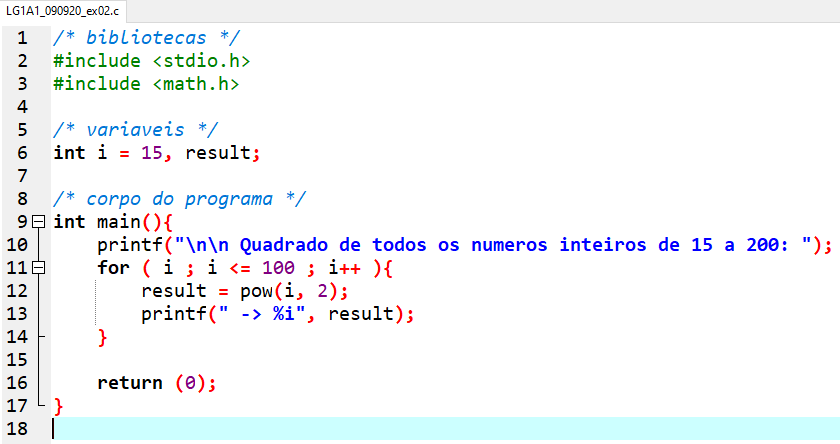 LG1A1_090920_ex02.c
1 /* bibliotecas */
2 #include <stdio.h>
3 #include <math.h>
4
5 /* variaveis */
6 int i = 15, result;
7
8 /* corpo do programa */
9 int main(){
10 printf("\n\n Quadrado de todos os numeros inteiros de 15 a 200: ");
11 for ( i ; i <= 100 ; i++ ){
12 result = pow(i, 2);
13 printf(" -> %i", result);
14 }
15
16 return (0);
17 }
18